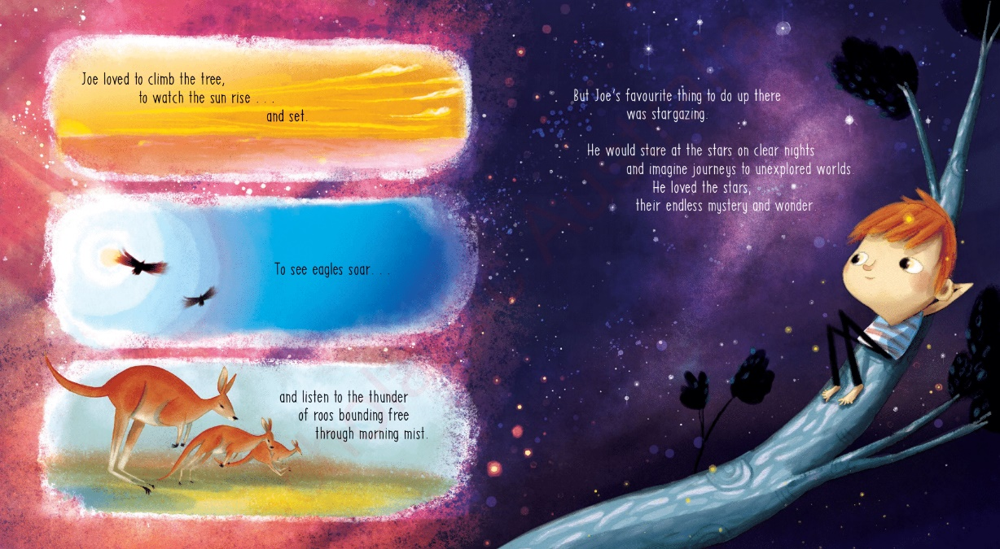 Joe loved to climb the tree,
to watch the sun rise . . .
and set.
To see eagles soar . . .
and listen to the thunder
of roos bounding free
through morning mist.
But Joe's favourite thing to do up there
was stargazing.
He would stare at the stars on clear nights
and imagine journeys to unexplored worlds.
He loved the stars,
their endless mystery and wonder